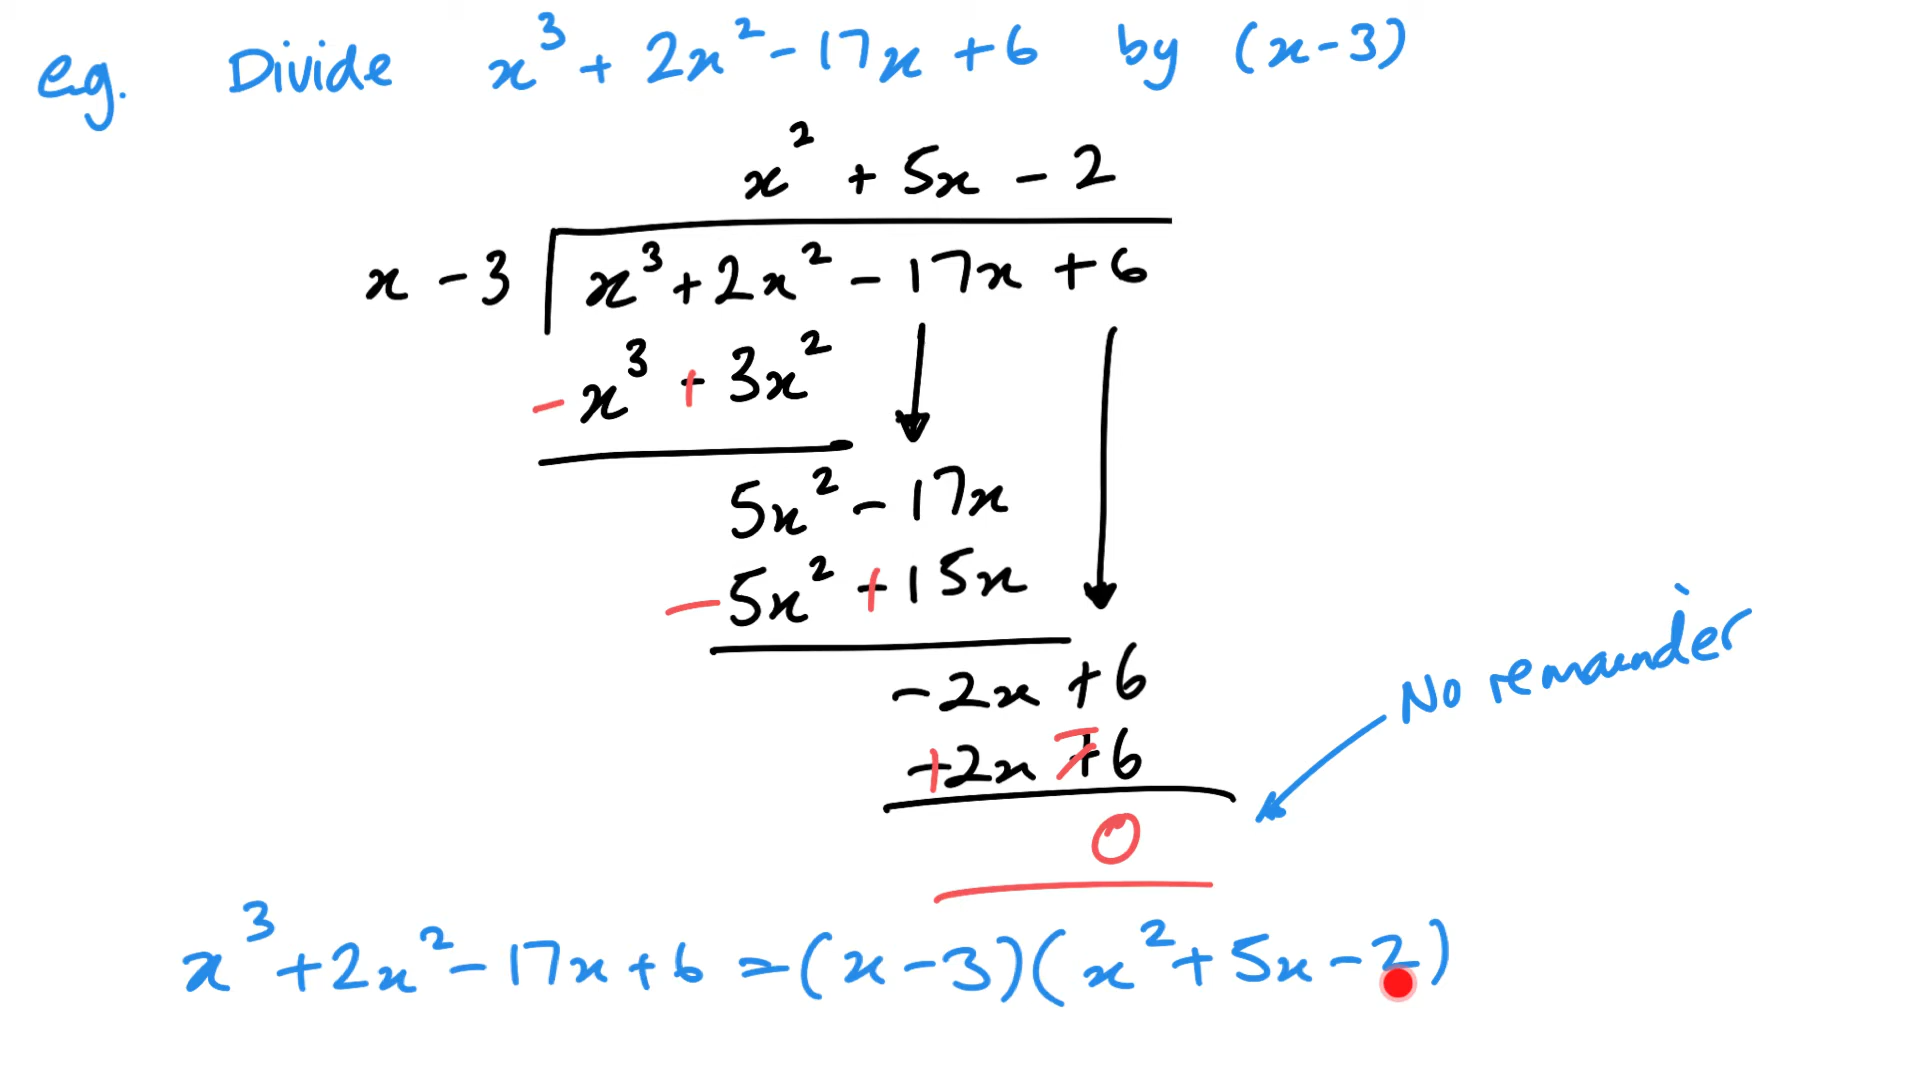 e.g. Divide x³ + 2x² - 17x + 6 by (x-3)
x² + 5x - 2
x - 3 x³ + 2x² - 17x + 6
- x³ + 3x²
5x² - 17x
- 5x² + 15x
-2x + 6
+2x - 6
0
No remainder
x³ + 2x² - 17x + 6 = (x - 3)(x² + 5x - 2)